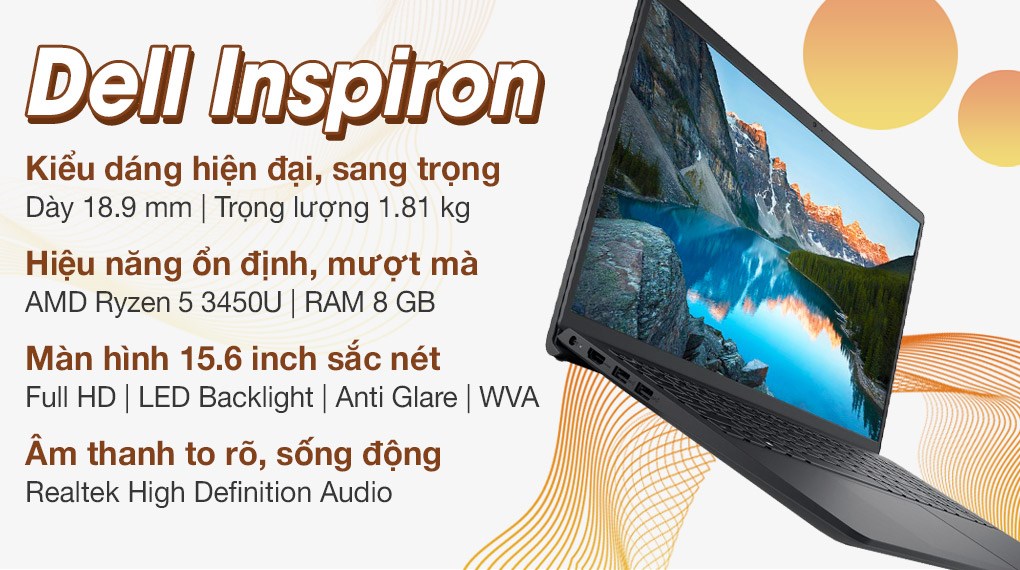 Dell Inspiron
Kiểu dáng hiện đại, sang trọng
Dày 18.9 mm | Trọng lượng 1.81 kg
Hiệu năng ổn định, mượt mà
AMD Ryzen 5 3450U | RAM 8 GB
Màn hình 15.6 inch sắc nét
Full HD | LED Backlight | Anti Glare | WVA
Âm thanh to rõ, sống động
Realtek High Definition Audio